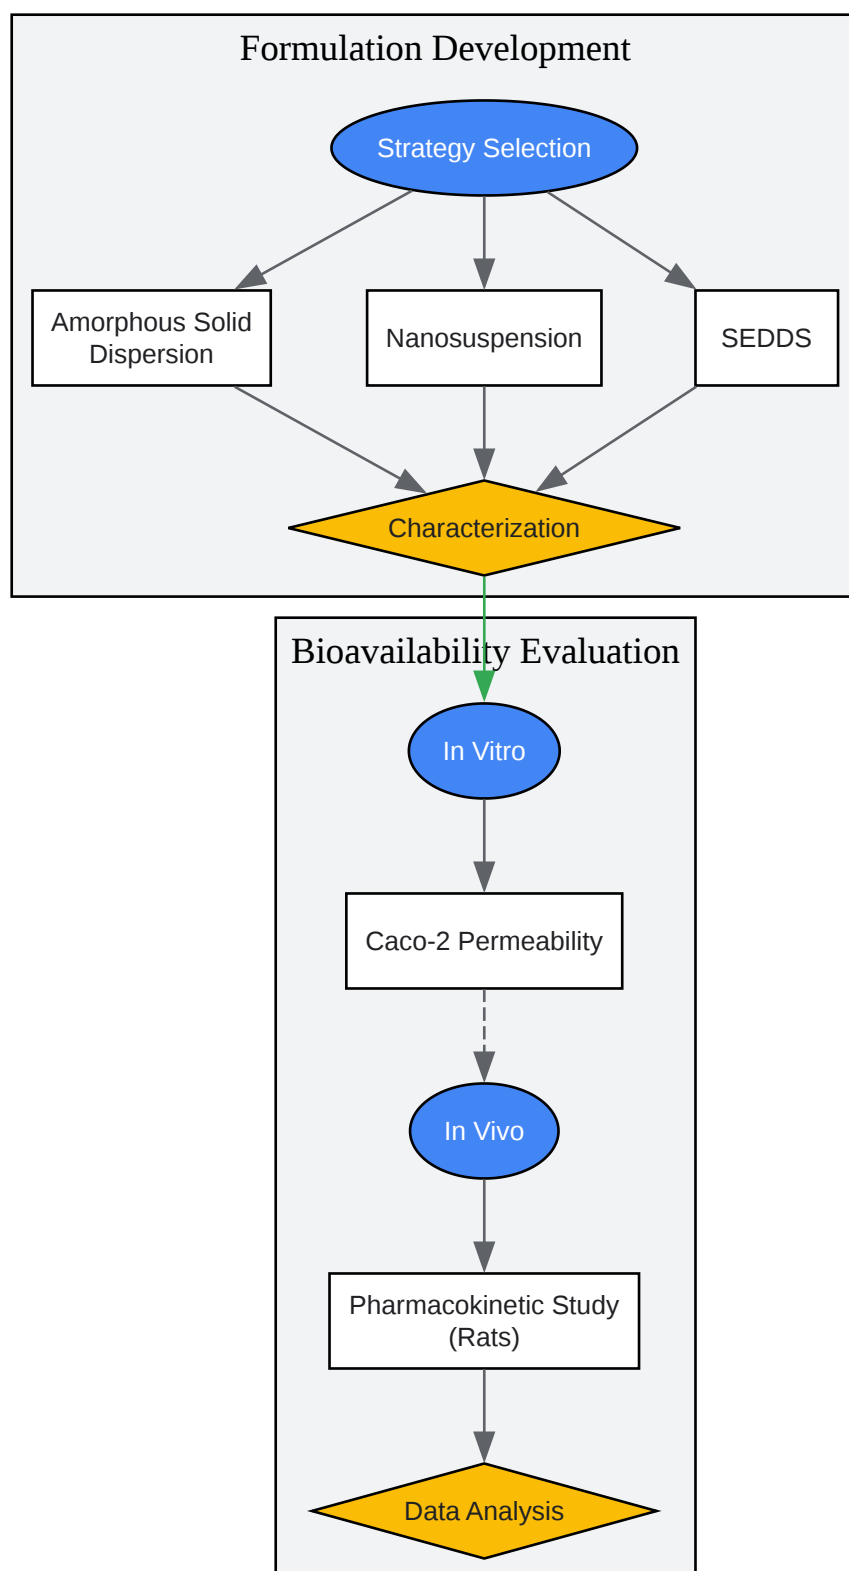 Formulation Development
Strategy Selection
Amorphous Solid
Dispersion
Nanosuspension
SEDDS
Characterization
Bioavailability Evaluation
In Vitro
Caco-2 Permeability
In Vivo
Pharmacokinetic Study
(Rats)
Data Analysis